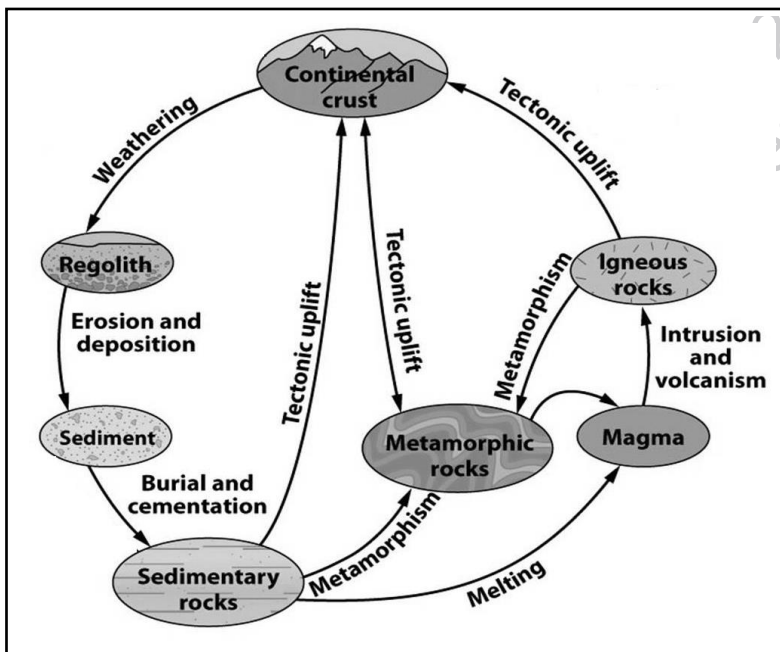 Continental
crust
Weathering
Tectonic uplift
Regolith
Igneous
rocks
Erosion and
deposition
Tectonic uplift
Tectonic uplift
Metamorphism
Intrusion
and
volcanism
Sediment
Metamorphic
rocks
Magma
Burial and
cementation
Sedimentary
rocks
Metamorphism
Melting